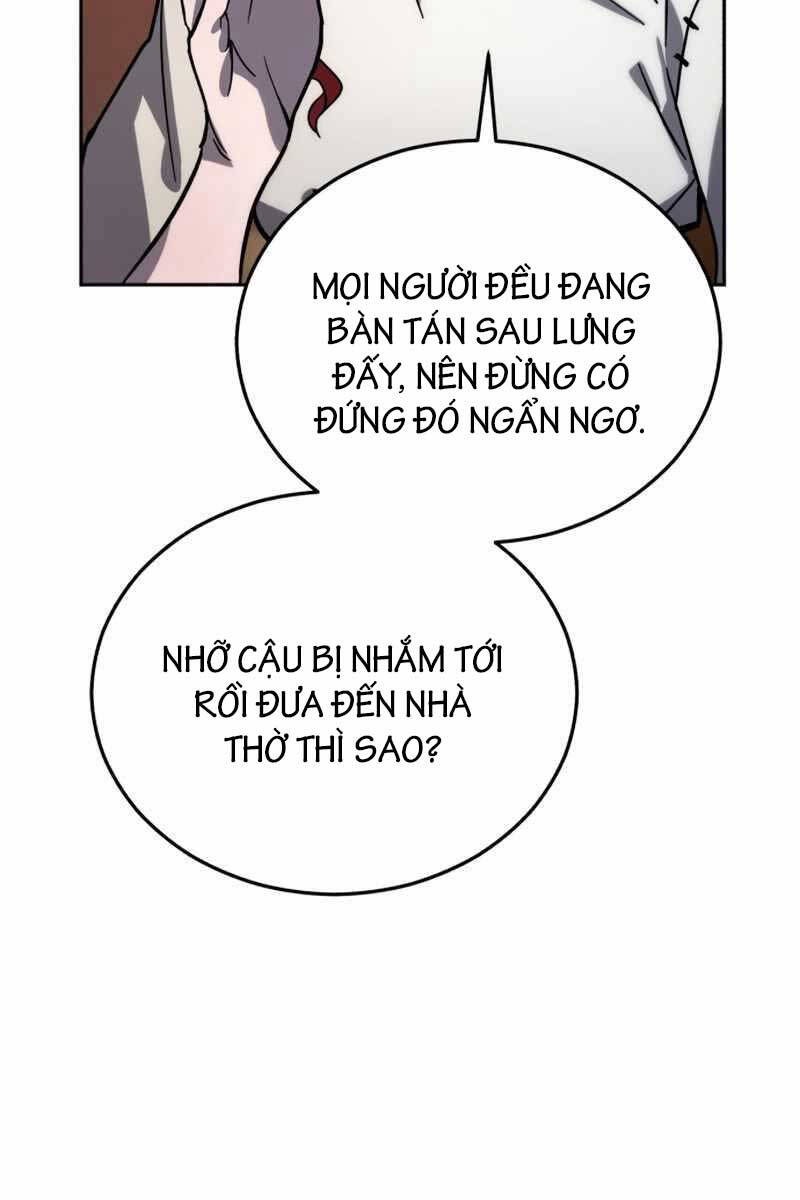 MỌI NGƯỜI ĐỀU ĐANG
BÀN TÁN SAU LƯNG
ĐẤY, NÊN ĐỪNG CÓ
ĐỨNG ĐÓ NGẨN NGƠ.
NHỠ CẬU BỊ NHẮM TỚI
RỒI ĐƯA ĐẾN NHÀ
THỜ THÌ SAO?